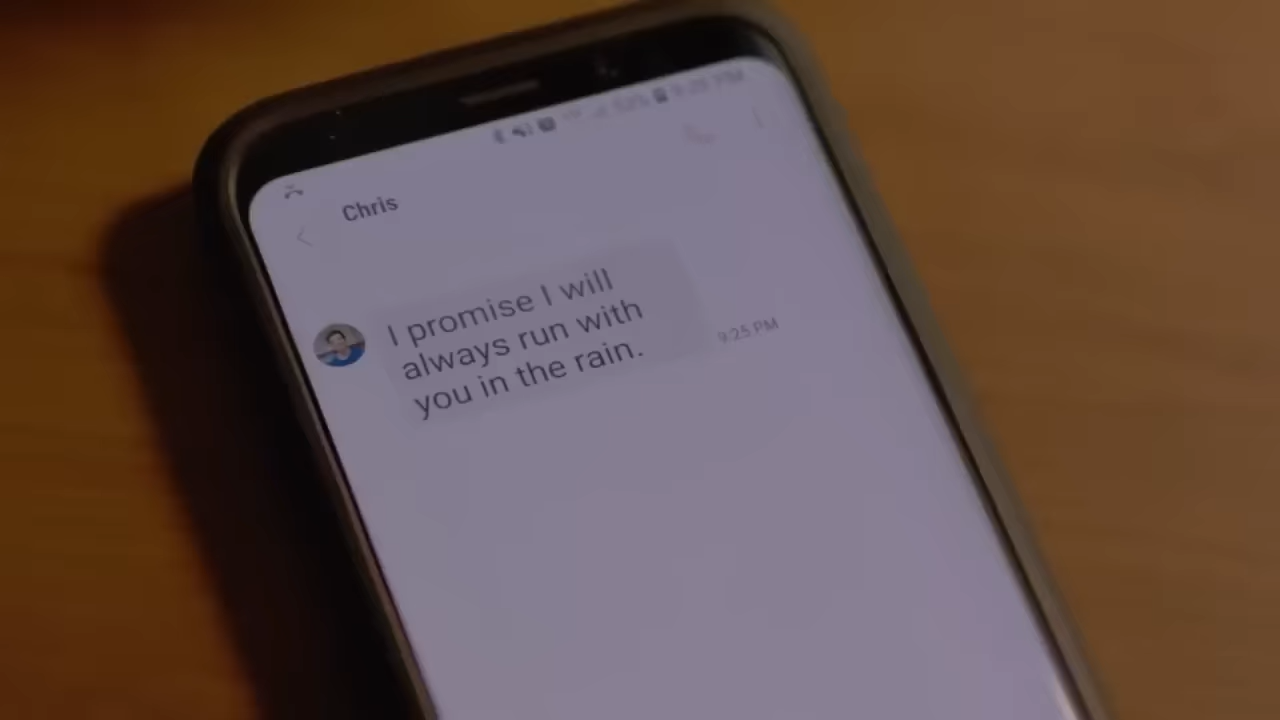 Chris
I promise I will
always run with
you in the rain.
9:25 PM